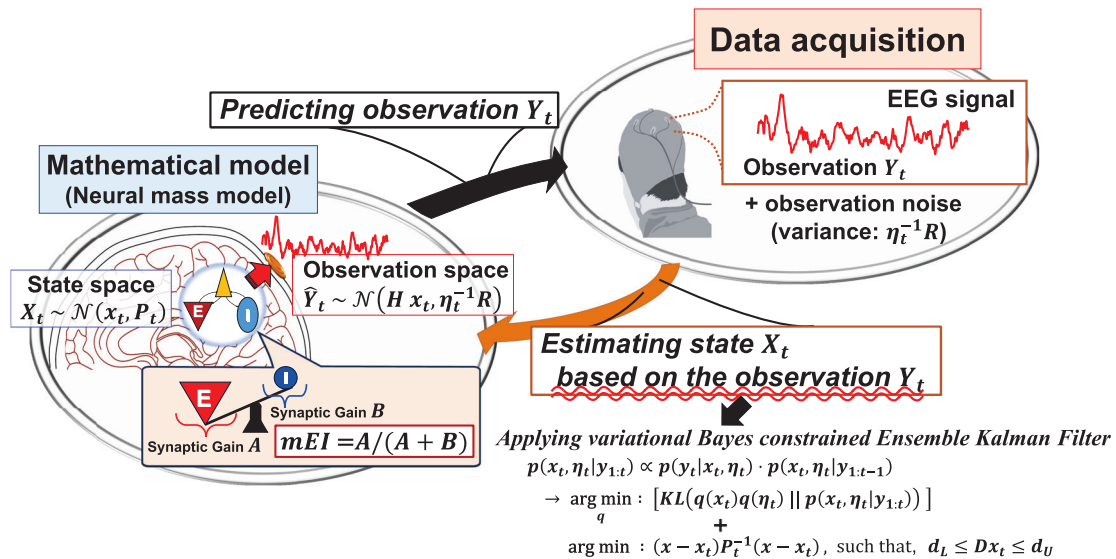 Data acquisition
Predicting observation Y_t
EEG signal
Observation Y_t
+ observation noise
(variance: η_t^{-1}R)
Mathematical model
(Neural mass model)
State space
X_t ~ 𝒩(x_t, P_t)
Observation space
Ŷ_t ~ 𝒩(H x_t, η_t^{-1}R)
E
I
E
I
Synaptic Gain B
Synaptic Gain A
mEI = A/(A + B)
Estimating state X_t
based on the observation Y_t
Applying variational Bayes constrained Ensemble Kalman Filter
p(x_t, η_t|y_{1:t}) ∝ p(y_t|x_t, η_t) · p(x_t, η_t|y_{1:t-1})
→ arg min : [KL(q(x_t)q(η_t) || p(x_t, η_t|y_{1:t}))]
q
+
arg min : (x − x_t)P_t^{-1}(x − x_t), such that, d_L ≤ Dx_t ≤ d_U